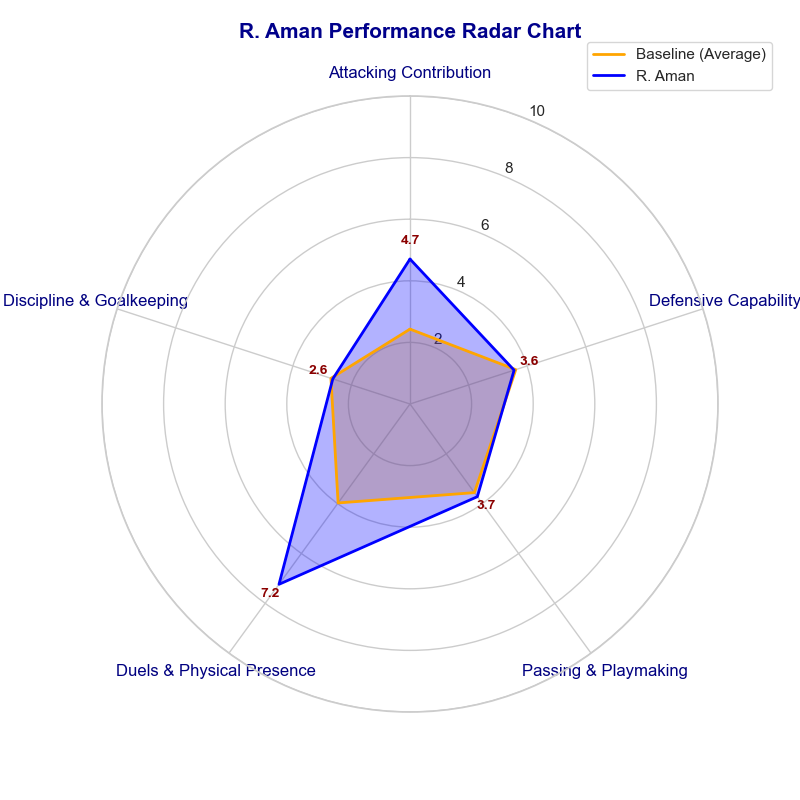 R. Aman Performance Radar Chart
Baseline (Average)
R. Aman
Attacking Contribution
10
8
6
4.7
4
2
Discipline & Goalkeeping
Defensive Capability
2.6
3.6
3.7
7.2
Duels & Physical Presence
Passing & Playmaking